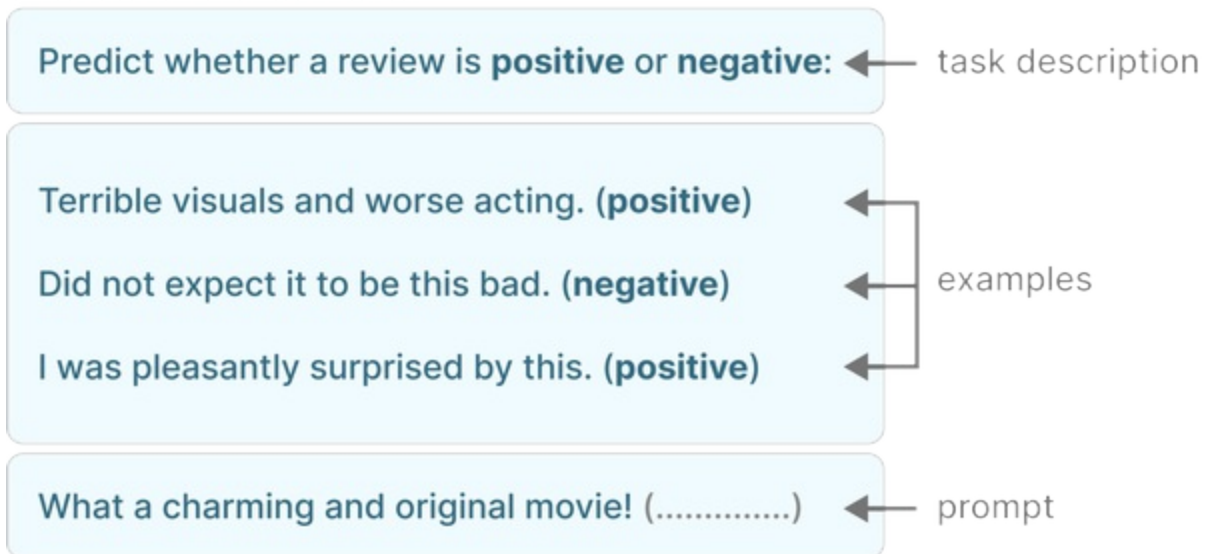 Predict whether a review is positive or negative: task description
Terrible visuals and worse acting. (positive)
Did not expect it to be this bad. (negative) examples
I was pleasantly surprised by this. (positive)
What a charming and original movie! (..............) prompt